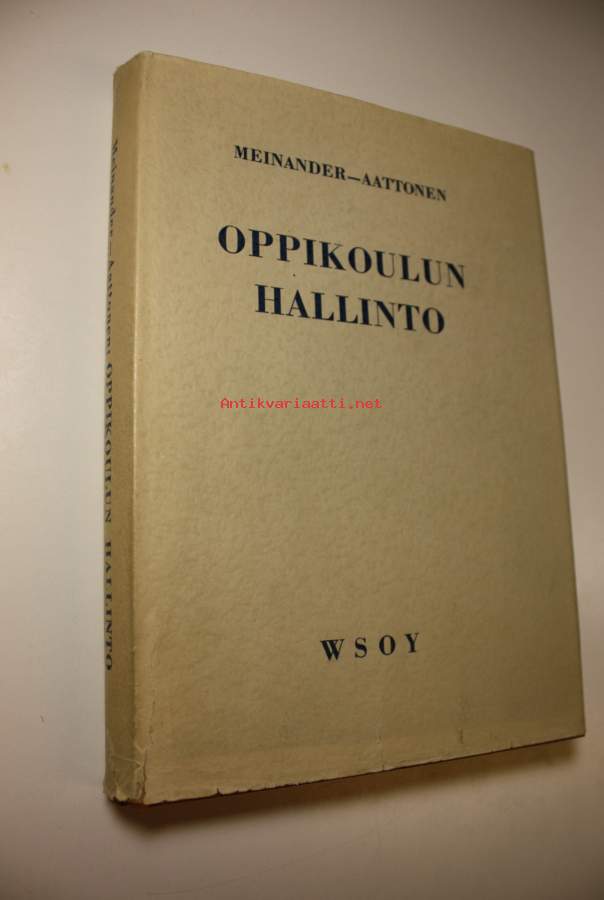 MEINANDER—AATTONEN
OPPIKOULUN
HALLINTO
Antikvariaatti.net
WSOY
Meinander—Aattonen: OPPIKOULUN HALLINTO